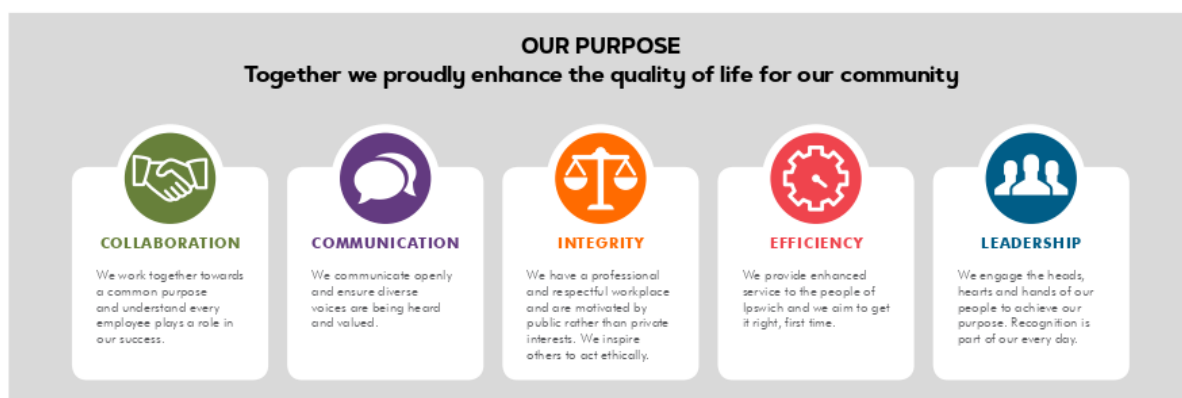 OUR PURPOSE
Together we proudly enhance the quality of life for our community
COLLABORATION
We work together towards
a common purpose
and understand every
employee plays a role in
our success.
COMMUNICATION
We communicate openly
and ensure diverse
voices are being heard
and valued.
INTEGRITY
We have a professional
and respectful workplace
and are motivated by
public rather than private
interests. We inspire
others to act ethically.
EFFICIENCY
We provide enhanced
service to the people of
Ipswich and we aim to get
it right, first time.
LEADERSHIP
We engage the heads,
hearts and hands of our
people to achieve our
purpose. Recognition is
part of our every day.